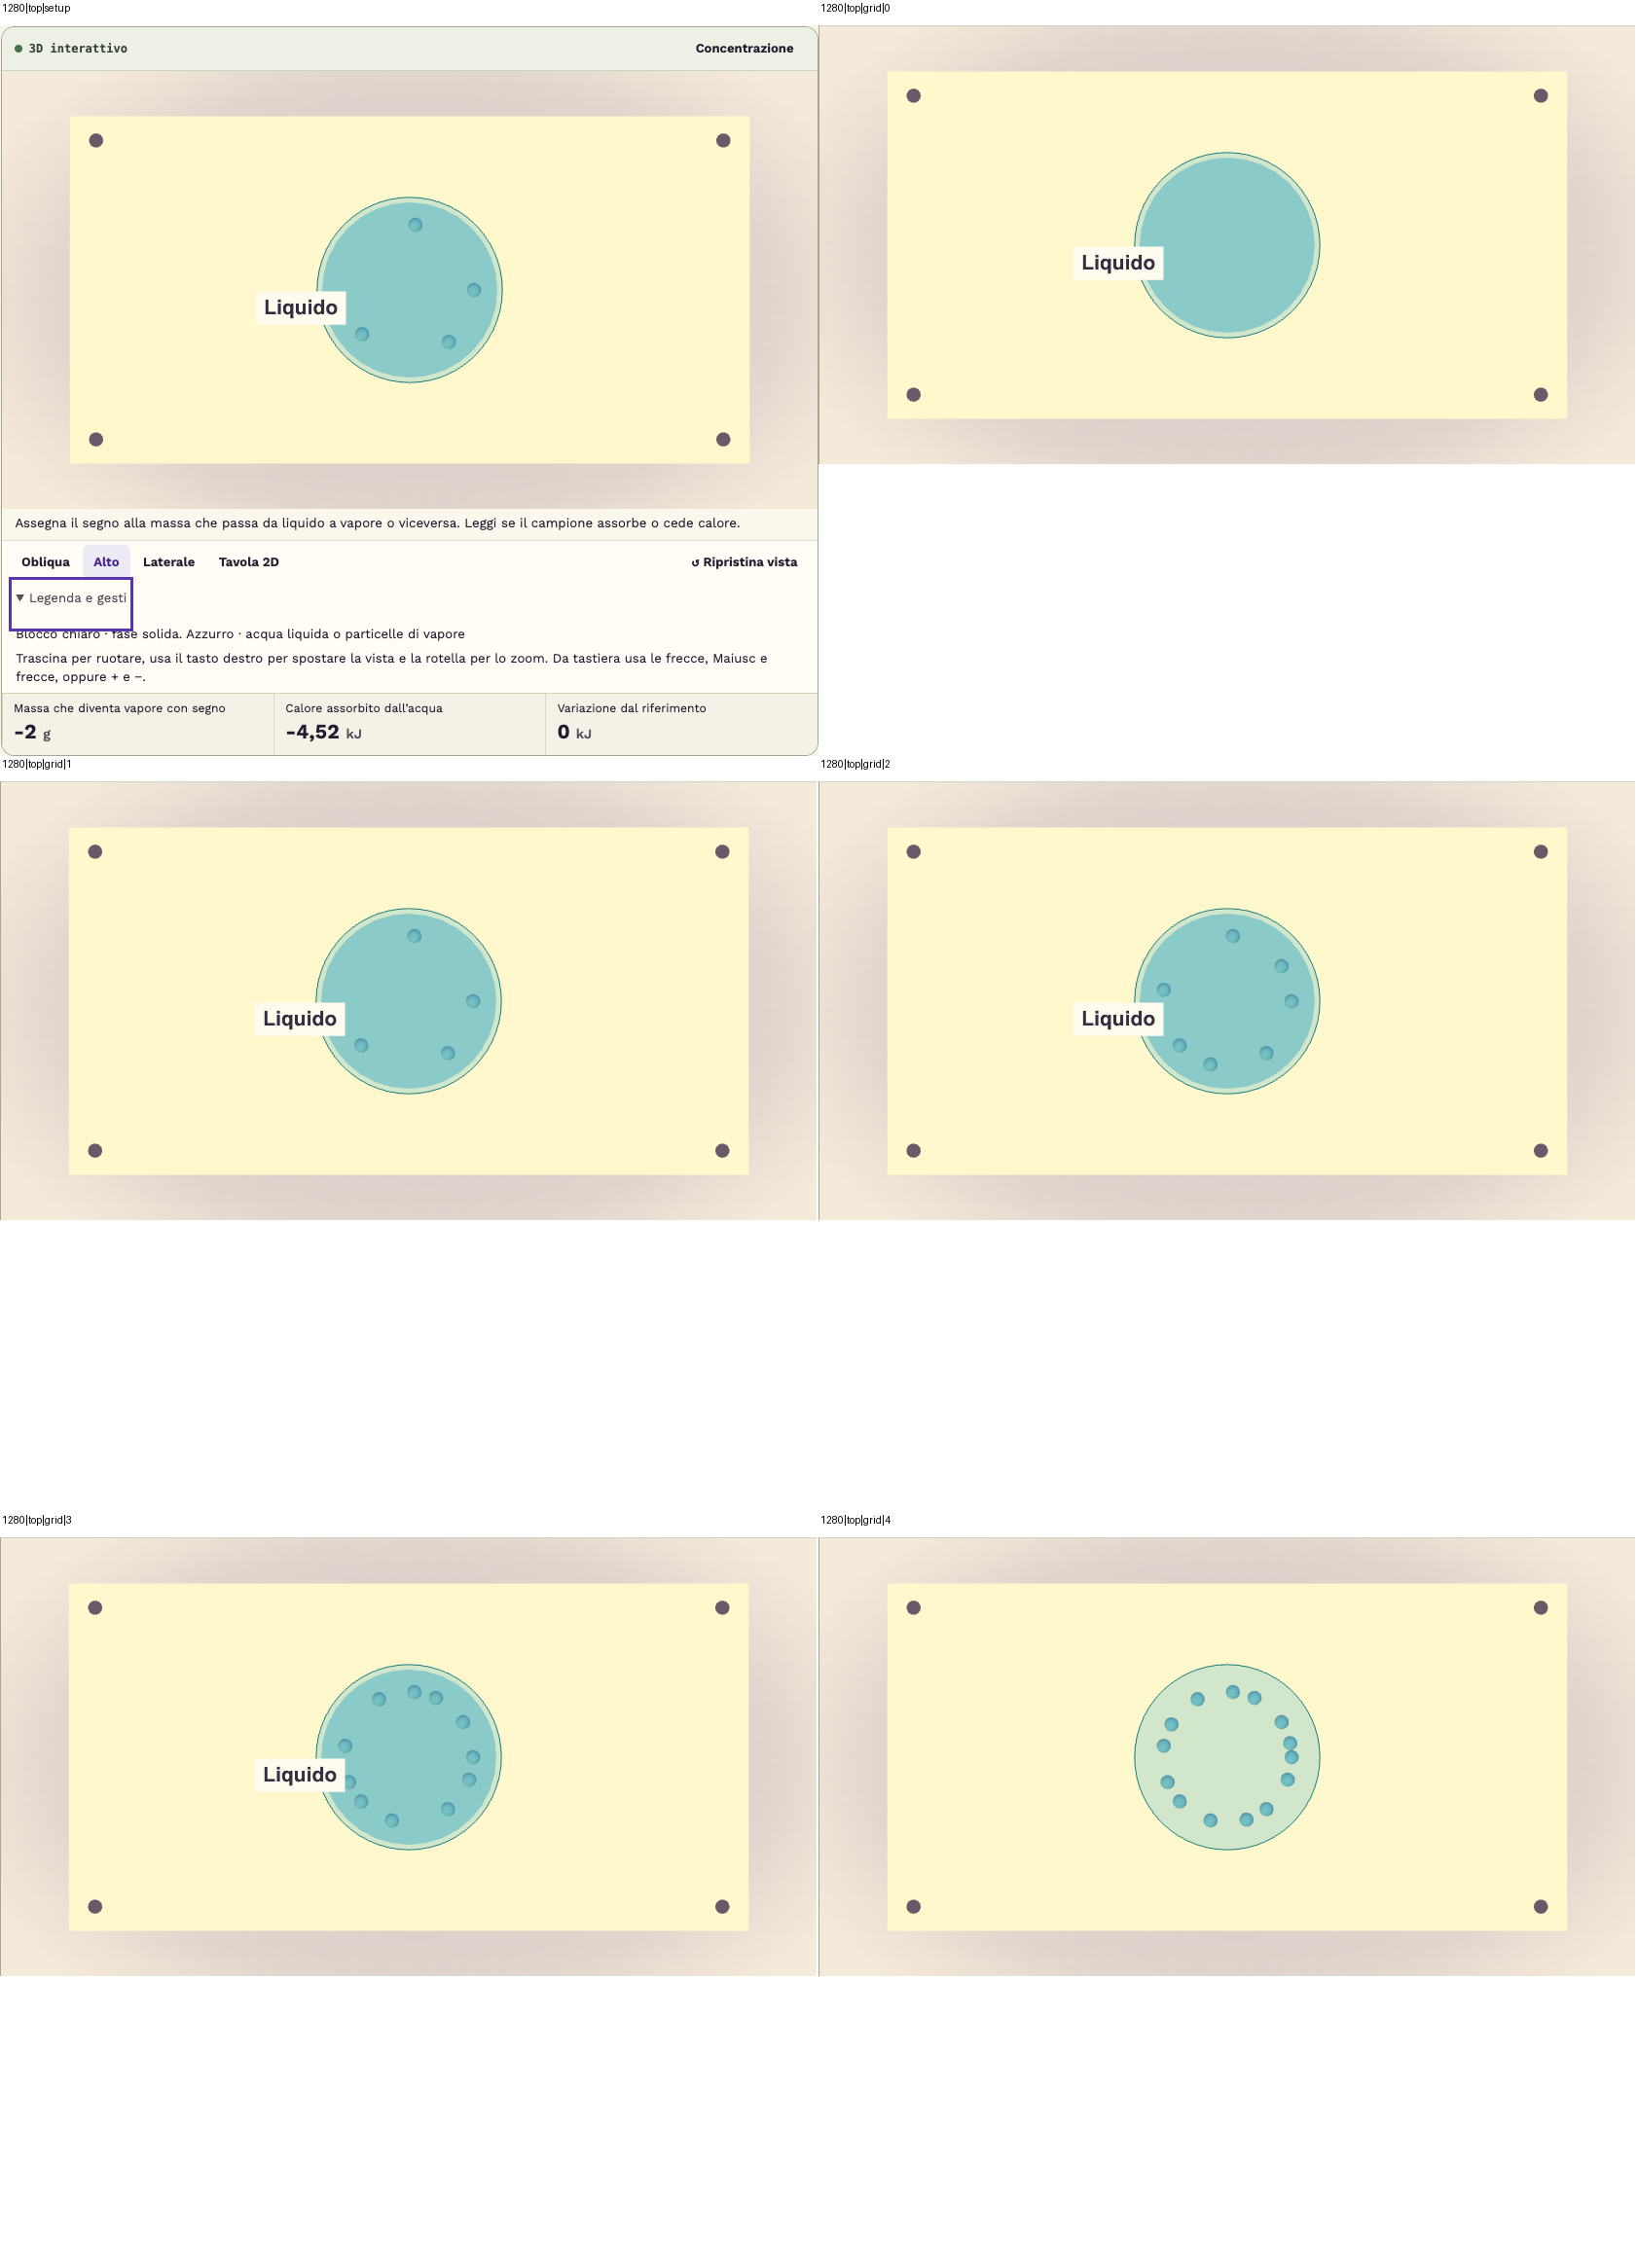 1280|top|setup
3D interattivo
Concentrazione
Liquido
Assegna il segno alla massa che passa da liquido a vapore o viceversa. Leggi se il campione assorbe o cede calore.
Obliqua Alto Laterale Tavola 2D
↺ Ripristina vista
▼ Legenda e gesti
Blocco chiaro · fase solida. Azzurro · acqua liquida o particelle di vapore
Trascina per ruotare, usa il tasto destro per spostare la vista e la rotella per lo zoom. Da tastiera usa le frecce, Maiusc e
frecce, oppure + e −.
Massa che diventa vapore con segno
-2 g
Calore assorbito dall'acqua
-4,52 kJ
Variazione dal riferimento
0 kJ
1280|top|grid|0
Liquido
1280|top|grid|1
Liquido
1280|top|grid|2
Liquido
1280|top|grid|3
Liquido
1280|top|grid|4